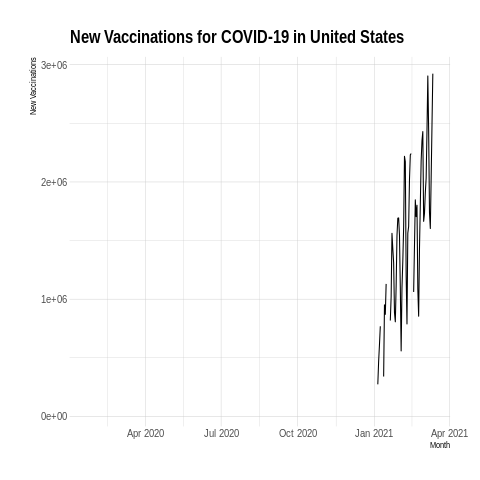 New Vaccinations for COVID-19 in United States
New Vaccinations
3e+06
2e+06
1e+06
0e+00
Apr 2020 Jul 2020 Oct 2020 Jan 2021 Apr 2021
Month